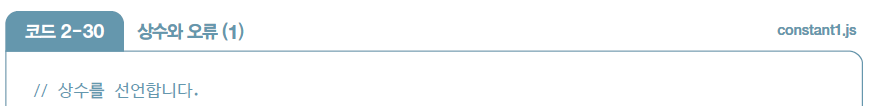 코드 2-30 상수와 오류 (1) constant1.js
// 상수를 선언합니다.